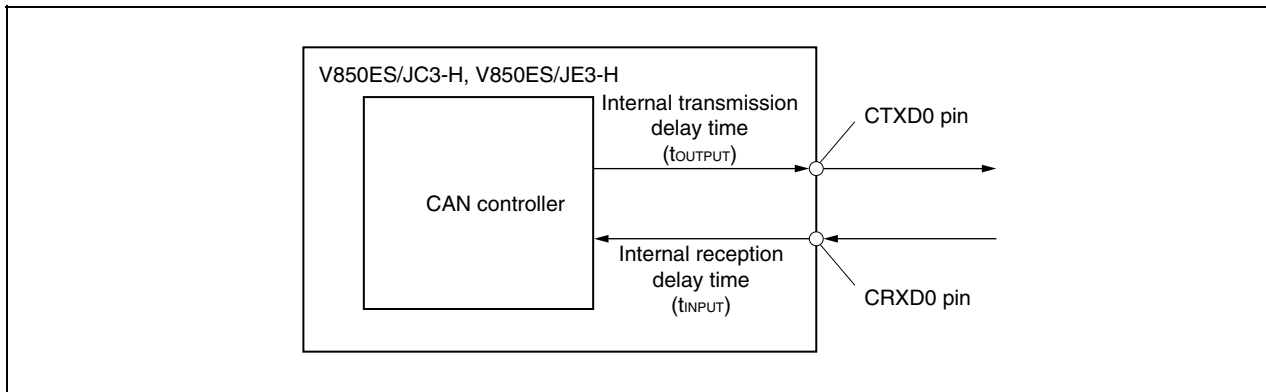 V850ES/JC3-H, V850ES/JE3-H
Internal transmission
delay time
(tOUTPUT)
CTXD0 pin
CAN controller
Internal reception
delay time
(tINPUT)
CRXD0 pin